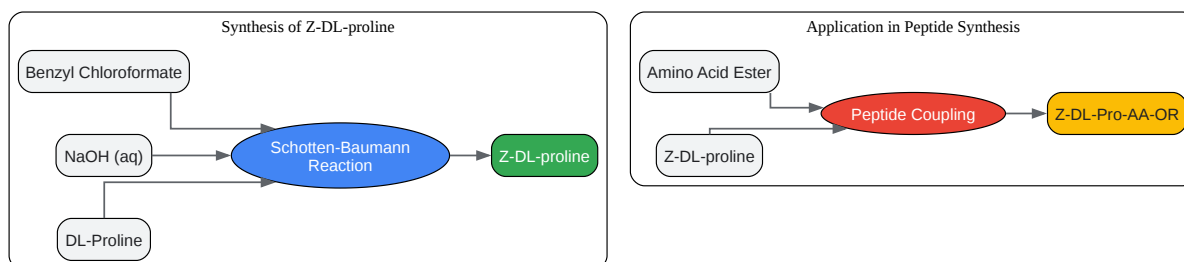 Synthesis of Z-DL-proline
Benzyl Chloroformate
NaOH (aq)
DL-Proline
Schotten-Baumann
Reaction
Z-DL-proline
Application in Peptide Synthesis
Amino Acid Ester
Z-DL-proline
Peptide Coupling
Z-DL-Pro-AA-OR